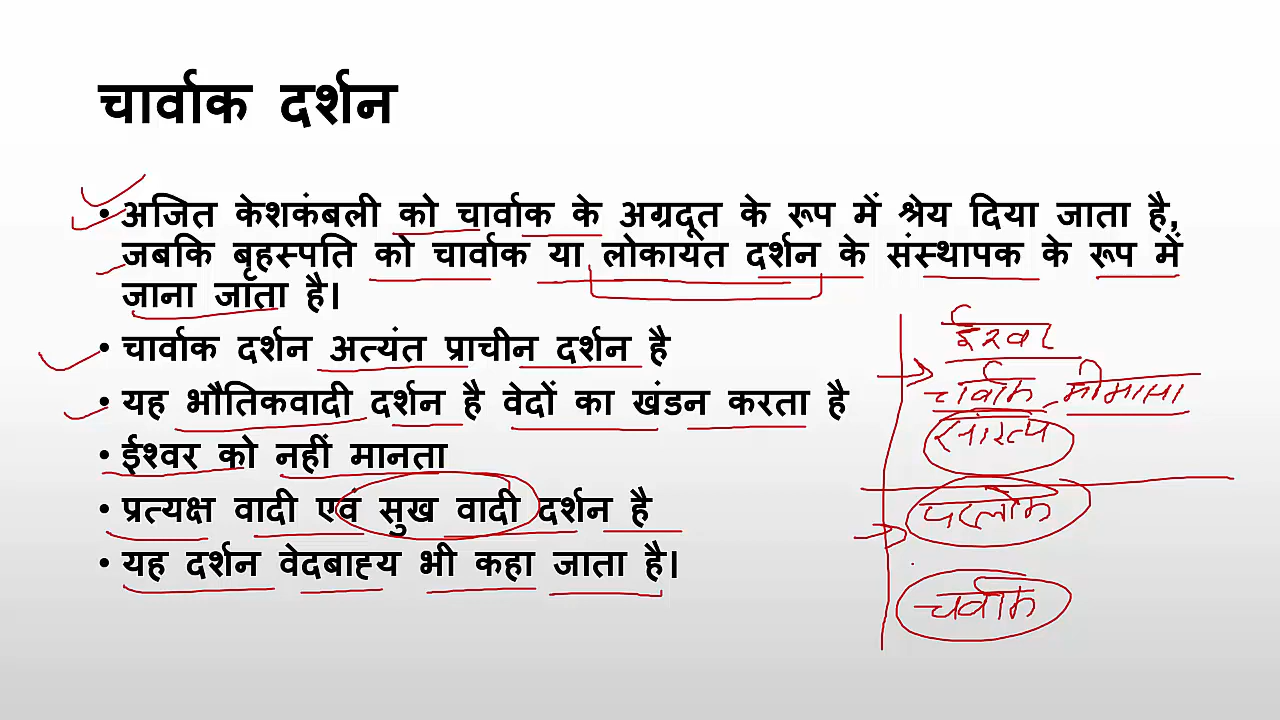 चार्वाक दर्शन
• अजित केशकंबली को चार्वाक के अग्रदूत के रूप में श्रेय दिया जाता है,
जबकि बृहस्पति को चार्वाक या लोकायत दर्शन के संस्थापक के रूप में
जाना जाता है।
• चार्वाक दर्शन अत्यंत प्राचीन दर्शन है
• यह भौतिकवादी दर्शन है वेदों का खंडन करता है
• ईश्वर को नहीं मानता
• प्रत्यक्ष वादी एवं सुख वादी दर्शन है
• यह दर्शन वेदबाह्य भी कहा जाता है।
ईश्वर
चार्वाक, मीमांसा
सांख्य
परलोक
चर्वाक